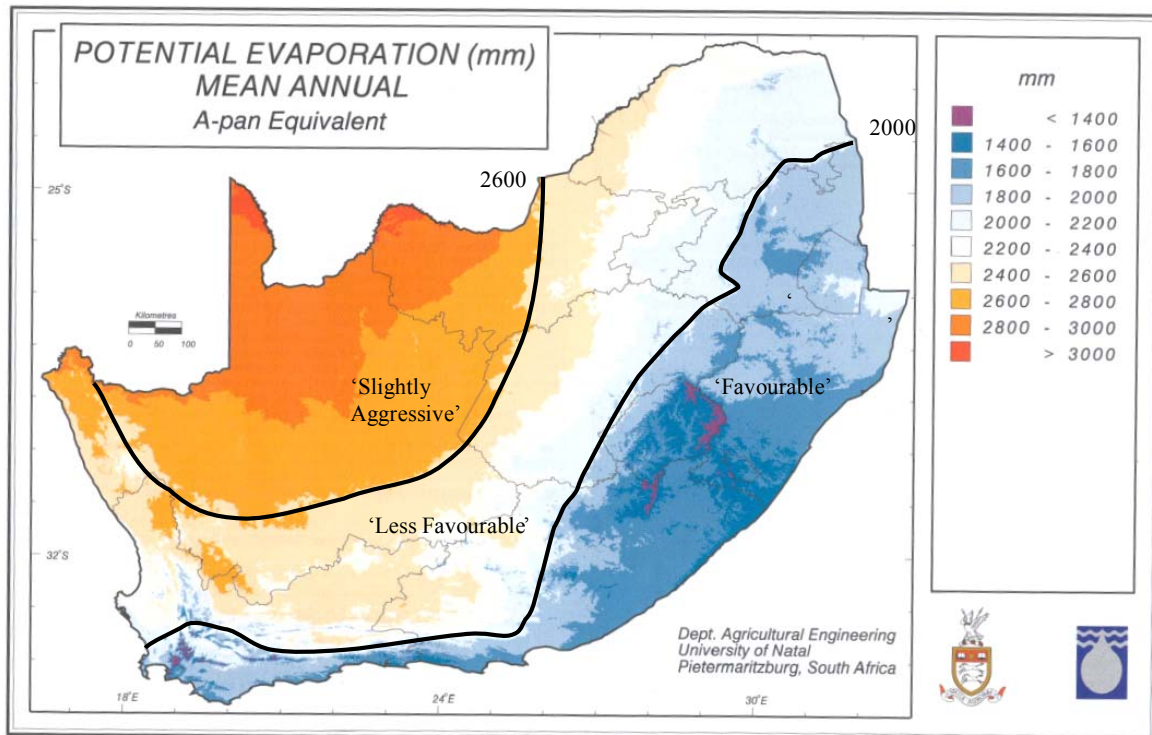 POTENTIAL EVAPORATION (mm)
MEAN ANNUAL
A-pan Equivalent
2000
2600
25°S
Kilometres
0 50 100
‘Slightly
Aggressive’
‘Favourable’
‘
’
‘Less Favourable’
32°S
18°E
24°E
30°E
Dept. Agricultural Engineering
University of Natal
Pietermaritzburg, South Africa
mm
< 1400
1400 - 1600
1600 - 1800
1800 - 2000
2000 - 2200
2200 - 2400
2400 - 2600
2600 - 2800
2800 - 3000
> 3000